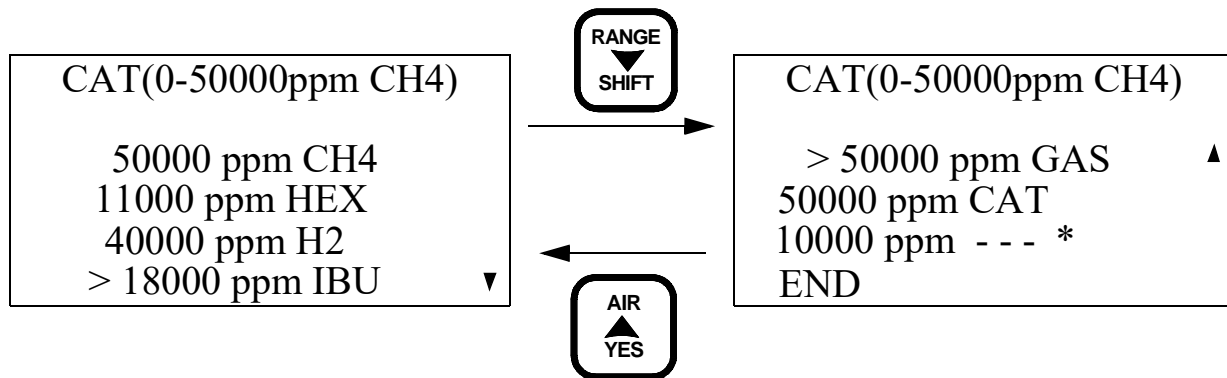 RANGE
SHIFT
CAT(0-50000ppm CH4)
50000 ppm CH4
11000 ppm HEX
40000 ppm H2
> 18000 ppm IBU
CAT(0-50000ppm CH4)
> 50000 ppm GAS
50000 ppm CAT
10000 ppm - - - *
END
AIR
YES